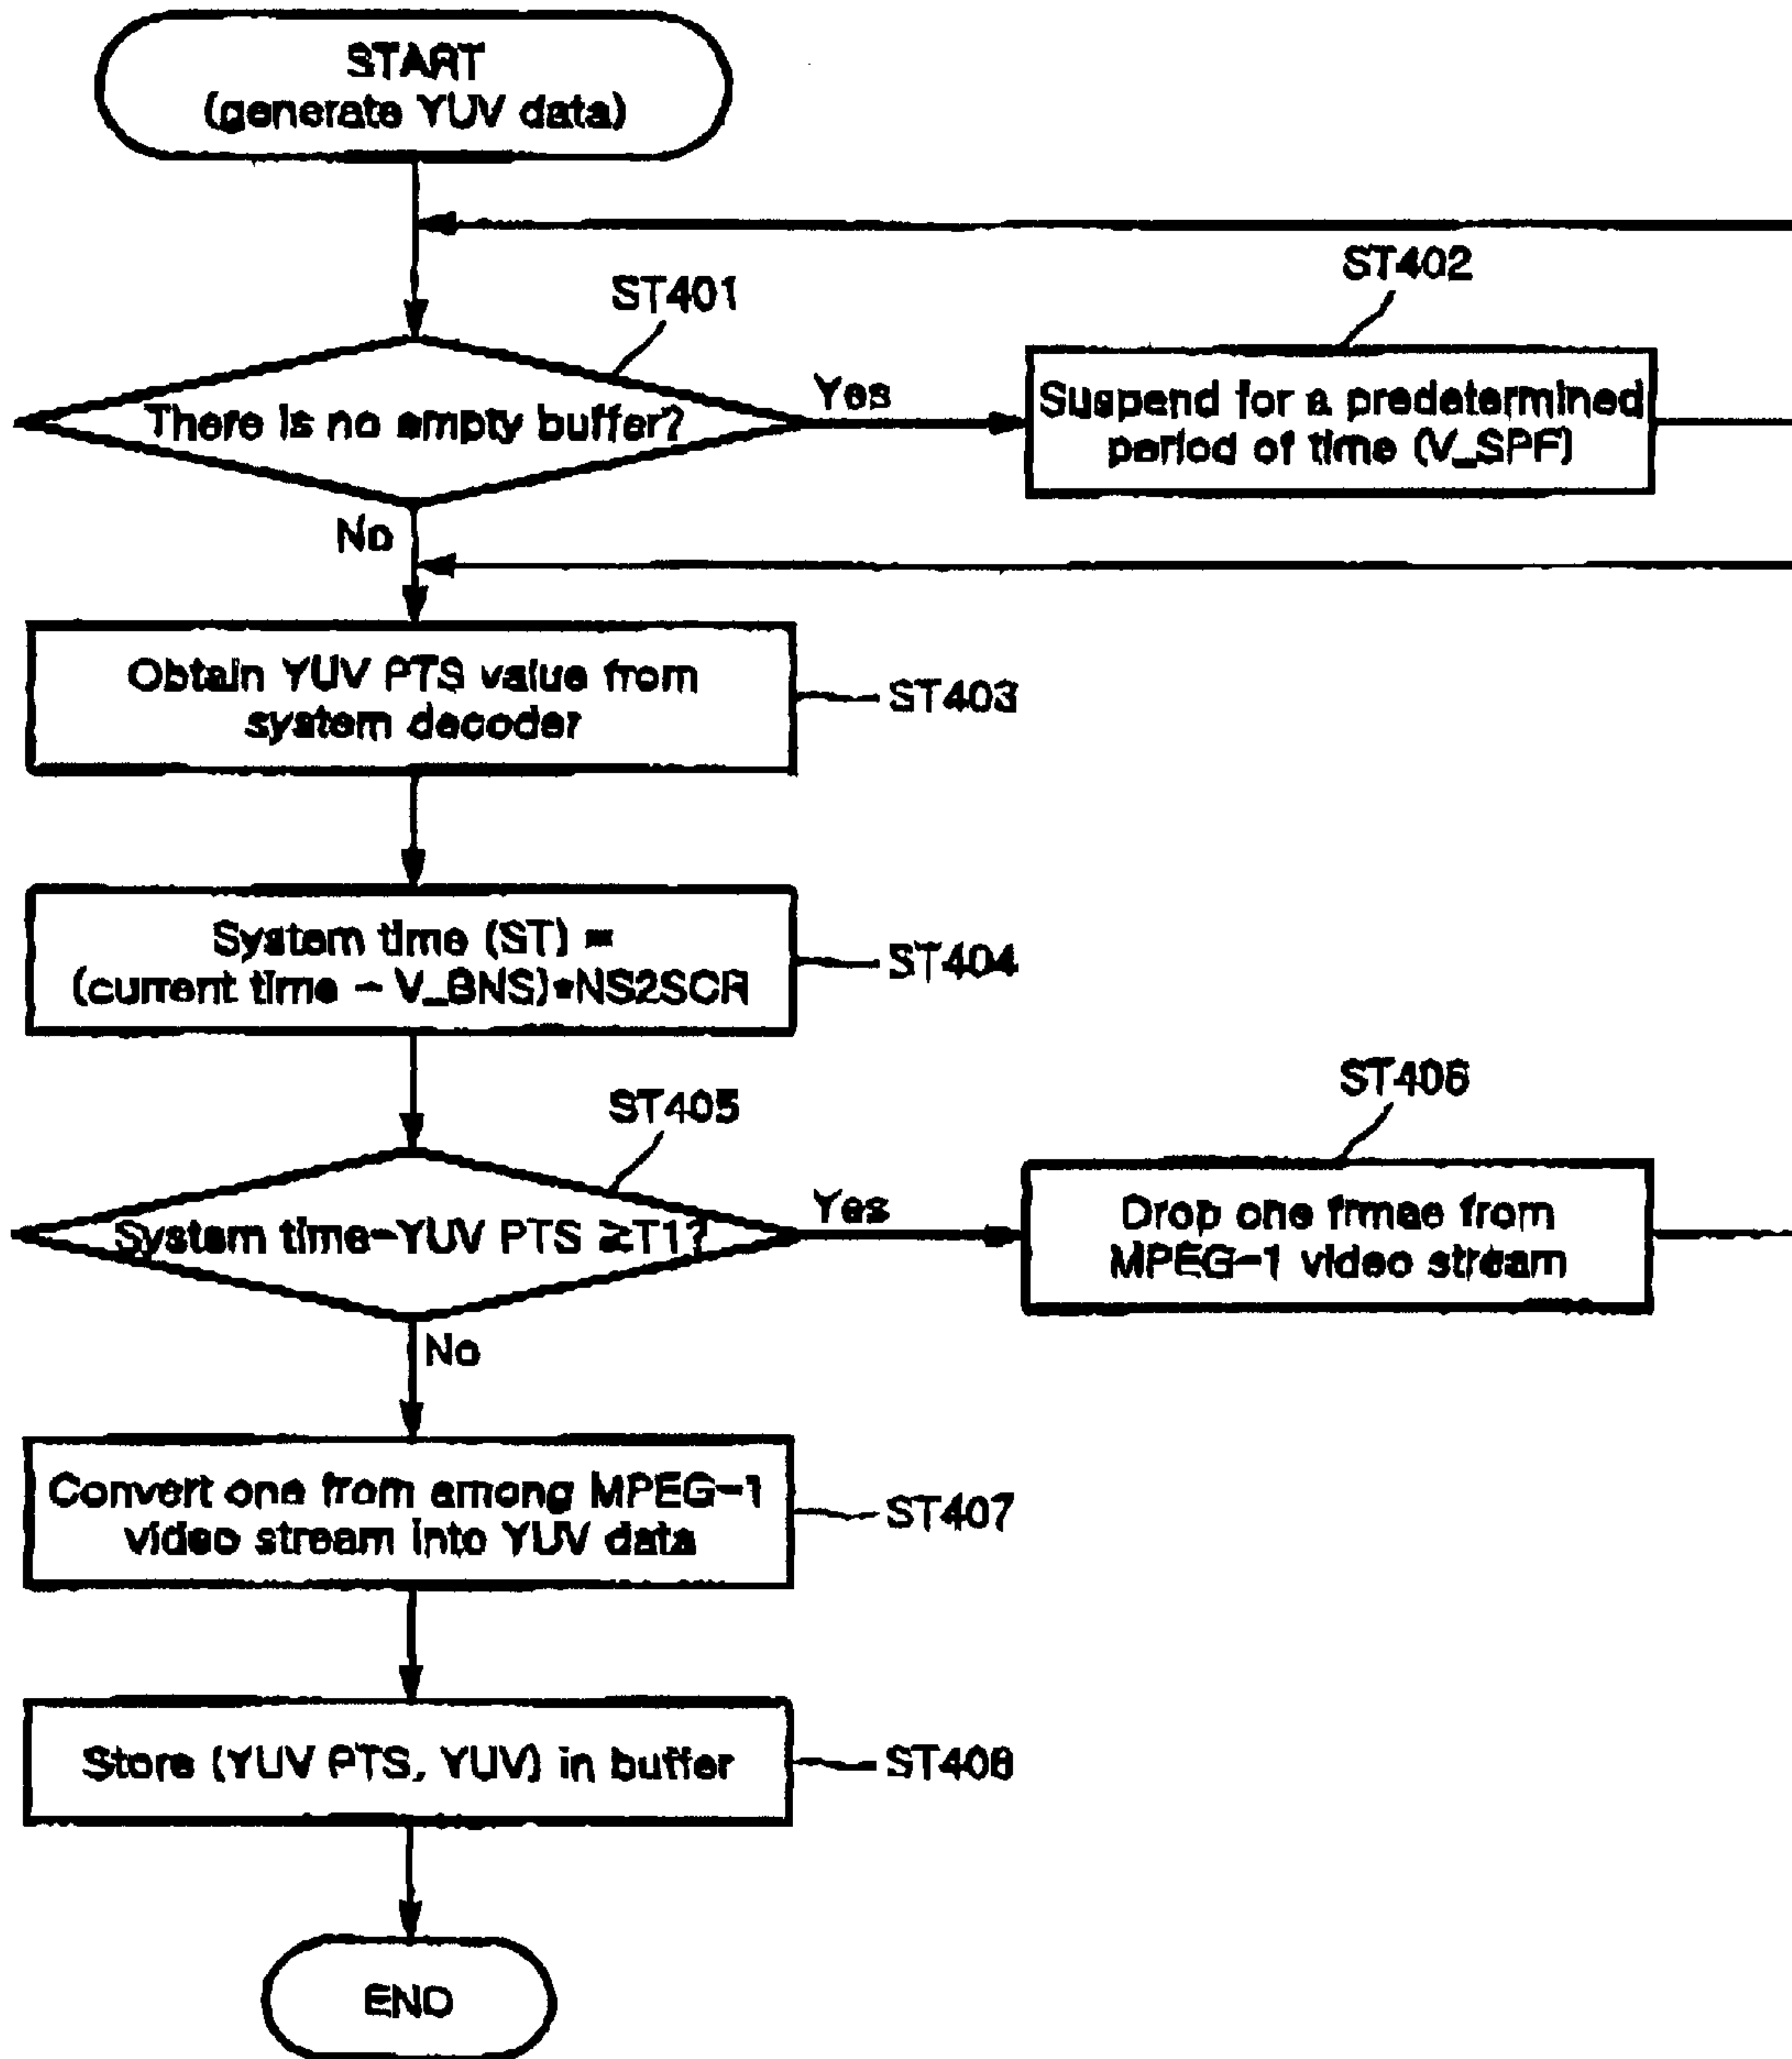 START
(generate YUV data)
ST401
ST402
There is no empty buffer?
Yes
Suspend for a predetermined
period of time (V_SPF)
No
Obtain YUV PTS value from
system decoder
ST403
System time (ST) =
(current time - V_BNS)*NS2SCR
ST404
ST405
ST406
System time-YUV PTS ≥T1?
Yes
Drop one frmae from
MPEG-1 video stream
No
Convert one from among MPEG-1
video stream into YUV data
ST407
Store (YUV PTS, YUV) in buffer
ST408
END